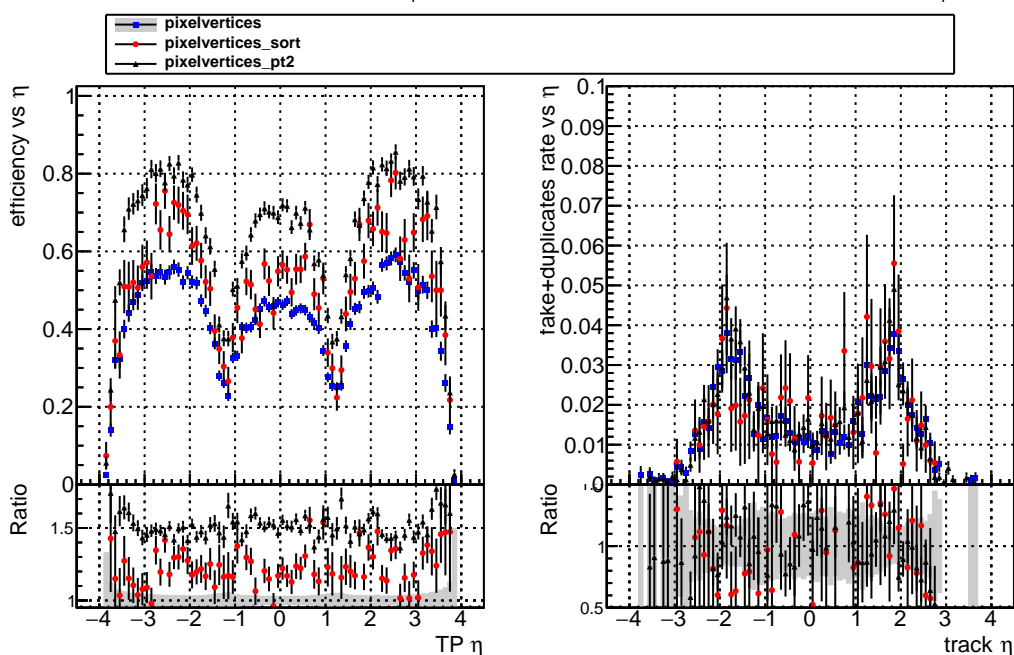 pixelvertices
pixelvertices_sort
pixelvertices_pt2
efficiency vs η
1
0.8
0.6
0.4
0.2
0
Ratio
1.5
1
−4 −3 −2 −1 0 1 2 3 4
TP η
fake+duplicates rate vs η
0.1
0.09
0.08
0.07
0.06
0.05
0.04
0.03
0.02
0.01
0
Ratio
1
0.5
−4 −3 −2 −1 0 1 2 3 4
track η